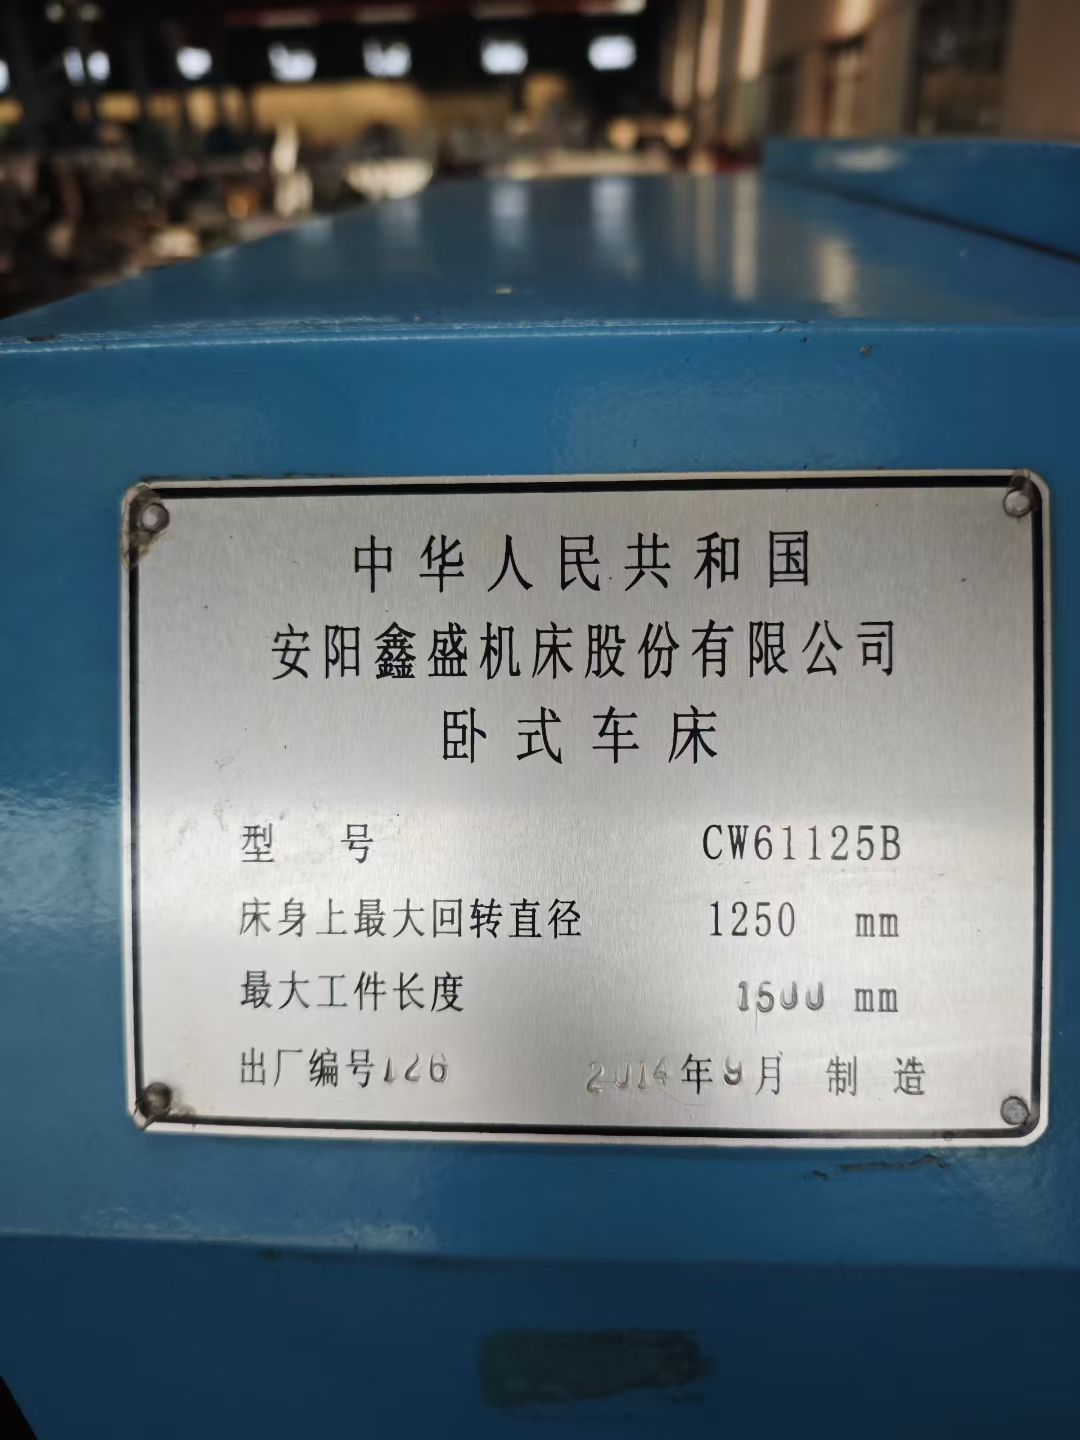 中华人民共和国
安阳鑫盛机床股份有限公司
卧式车床
型 号 CW61125B
床身上最大回转直径 1250 mm
最大工件长度 1500 mm
出厂编号126 2014年9月 制 造